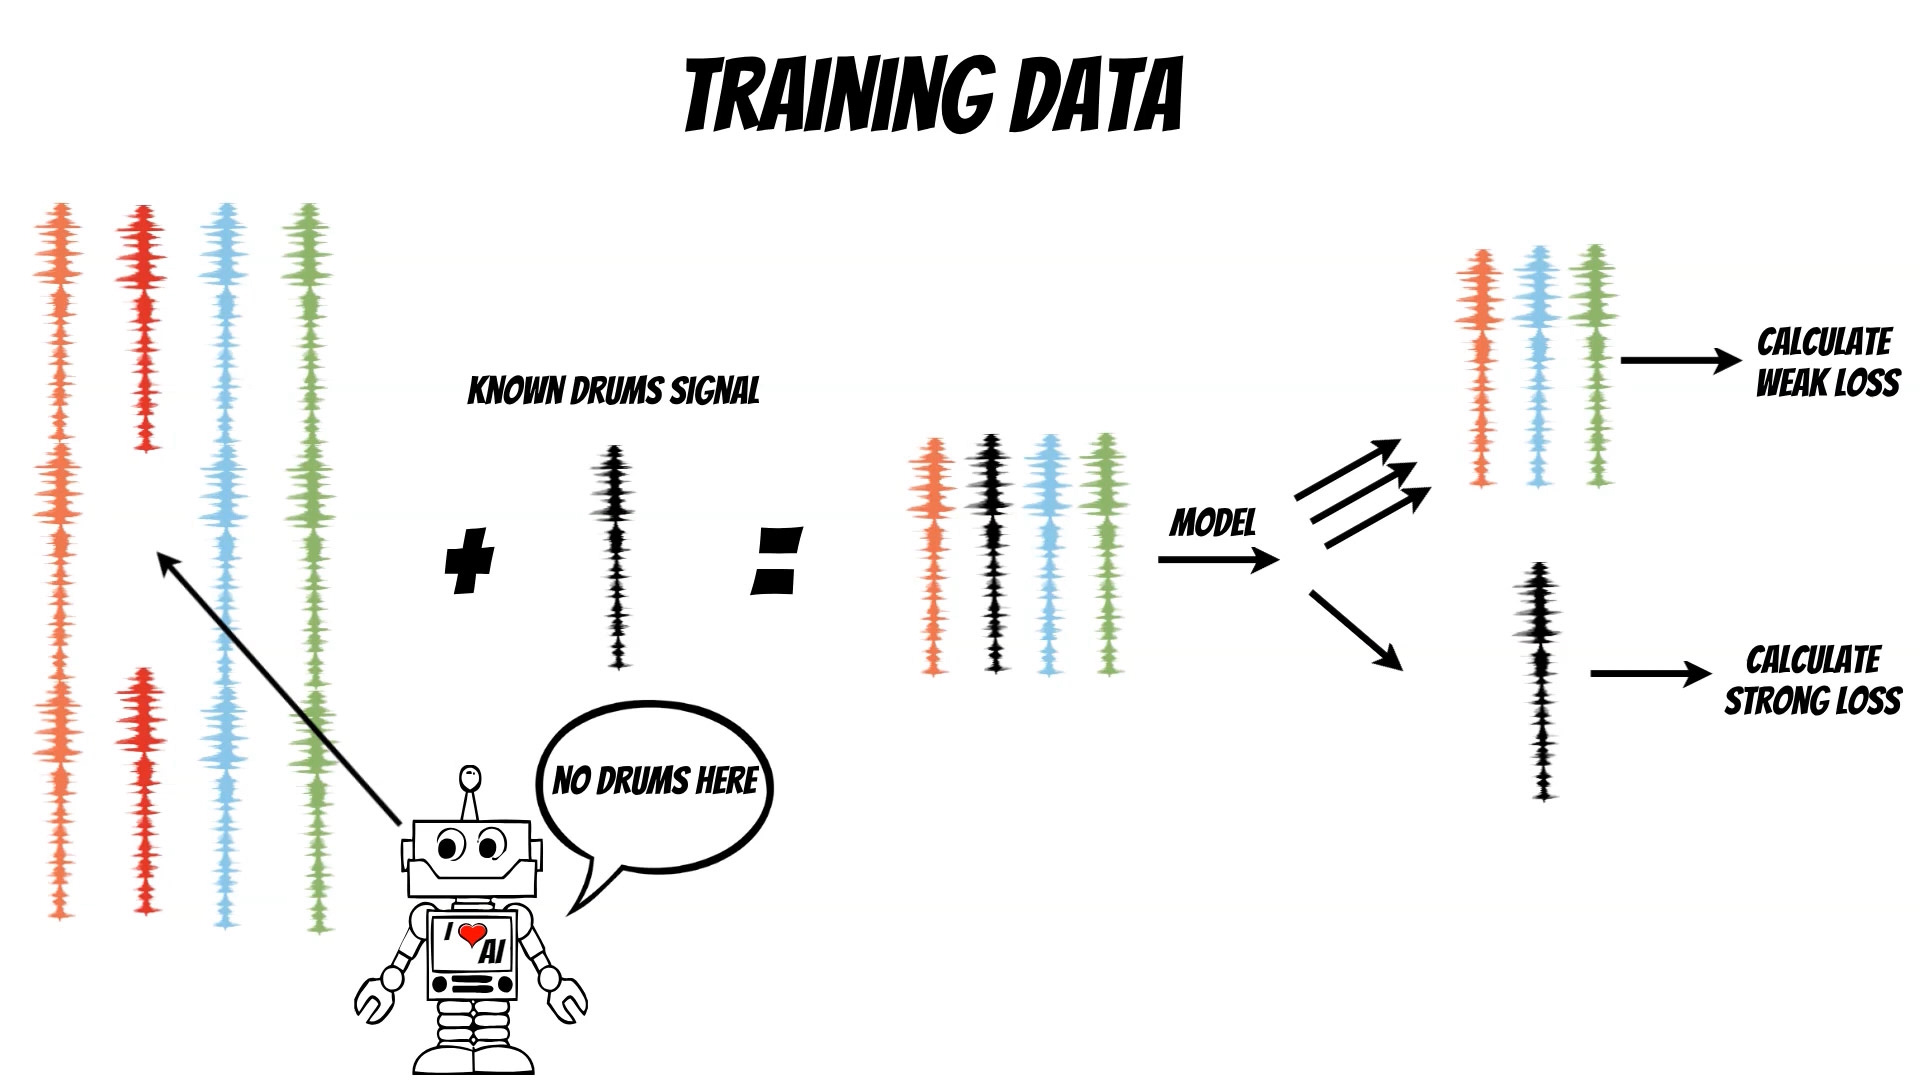 TRAINING DATA
KNOWN DRUMS SIGNAL
+
=
MODEL
CALCULATE
WEAK LOSS
CALCULATE
STRONG LOSS
NO DRUMS HERE
I ❤ AI